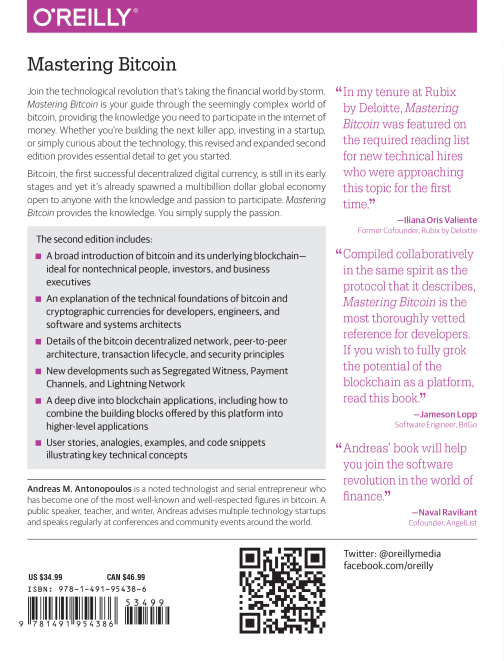 O'REILLY®
Mastering Bitcoin
Join the technological revolution that's taking the financial world by storm.
Mastering Bitcoin is your guide through the seemingly complex world of
bitcoin, providing the knowledge you need to participate in the internet of
money. Whether you're building the next killer app, investing in a startup,
or simply curious about the technology, this revised and expanded second
edition provides essential detail to get you started.
Bitcoin, the first successful decentralized digital currency, is still in its early
stages and yet it's already spawned a multibillion dollar global economy
open to anyone with the knowledge and passion to participate. Mastering
Bitcoin provides the knowledge. You simply supply the passion.
The second edition includes:
■ A broad introduction of bitcoin and its underlying blockchain—
ideal for nontechnical people, investors, and business
executives
■ An explanation of the technical foundations of bitcoin and
cryptographic currencies for developers, engineers, and
software and systems architects
■ Details of the bitcoin decentralized network, peer-to-peer
architecture, transaction lifecycle, and security principles
■ New developments such as Segregated Witness, Payment
Channels, and Lightning Network
■ A deep dive into blockchain applications, including how to
combine the building blocks offered by this platform into
higher-level applications
■ User stories, analogies, examples, and code snippets
illustrating key technical concepts
Andreas M. Antonopoulos is a noted technologist and serial entrepreneur who
has become one of the most well-known and well-respected figures in bitcoin. A
public speaker, teacher, and writer, Andreas advises multiple technology startups
and speaks regularly at conferences and community events around the world.
“In my tenure at Rubix
by Deloitte, Mastering
Bitcoin was featured on
the required reading list
for new technical hires
who were approaching
this topic for the first
time.”
—Iliana Oris Valiente
Former Cofounder, Rubix by Deloitte
“Compiled collaboratively
in the same spirit as the
protocol that it describes,
Mastering Bitcoin is the
most thoroughly vetted
reference for developers.
If you wish to fully grok
the potential of the
blockchain as a platform,
read this book.”
—Jameson Lopp
Software Engineer, BitGo
“Andreas' book will help
you join the software
revolution in the world of
finance.”
—Naval Ravikant
Cofounder, AngelList
US $34.99 CAN $46.99
ISBN: 978-1-491-95438-6
53499
9 781491 954386
Twitter: @oreillymedia
facebook.com/oreilly